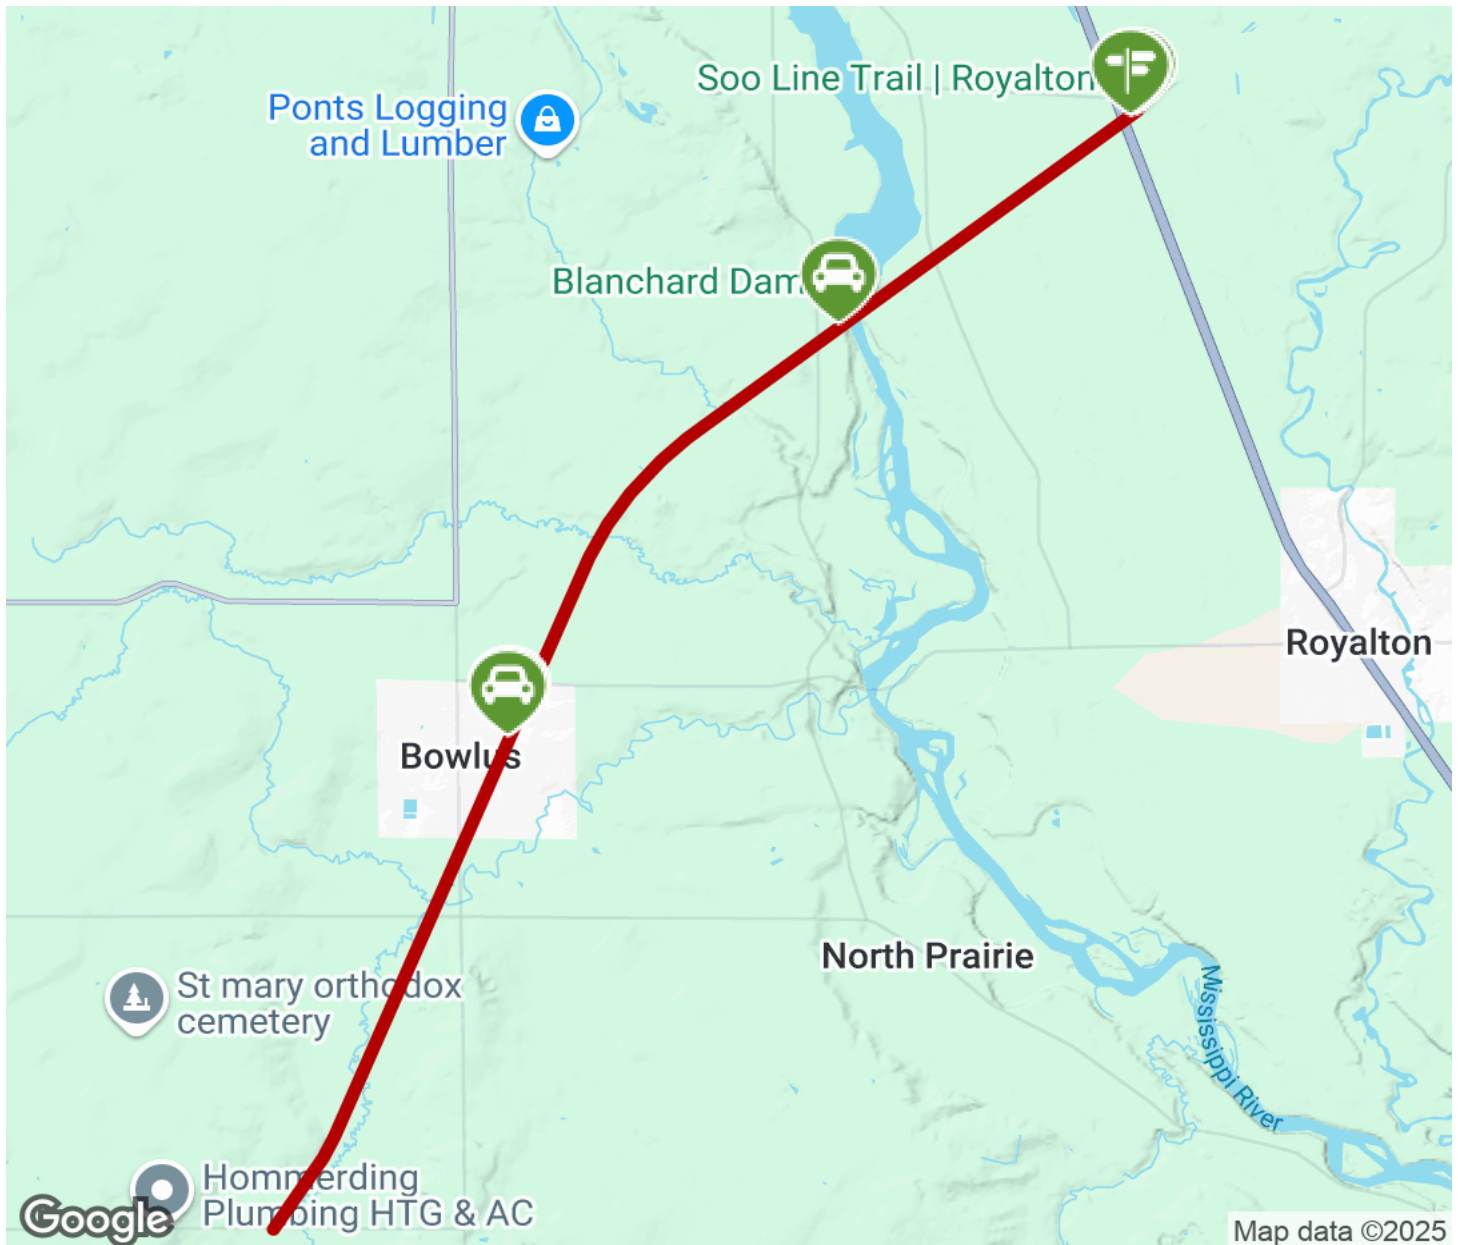 Soo Line Trail | Royalton
Ponts Logging
and Lumber
Blanchard Dam
Royalton
Bowlus
North Prairie
St mary orthodox
cemetery
Mississippi River
Hommerding
Plumbing HTG & AC
Google
Map data ©2025